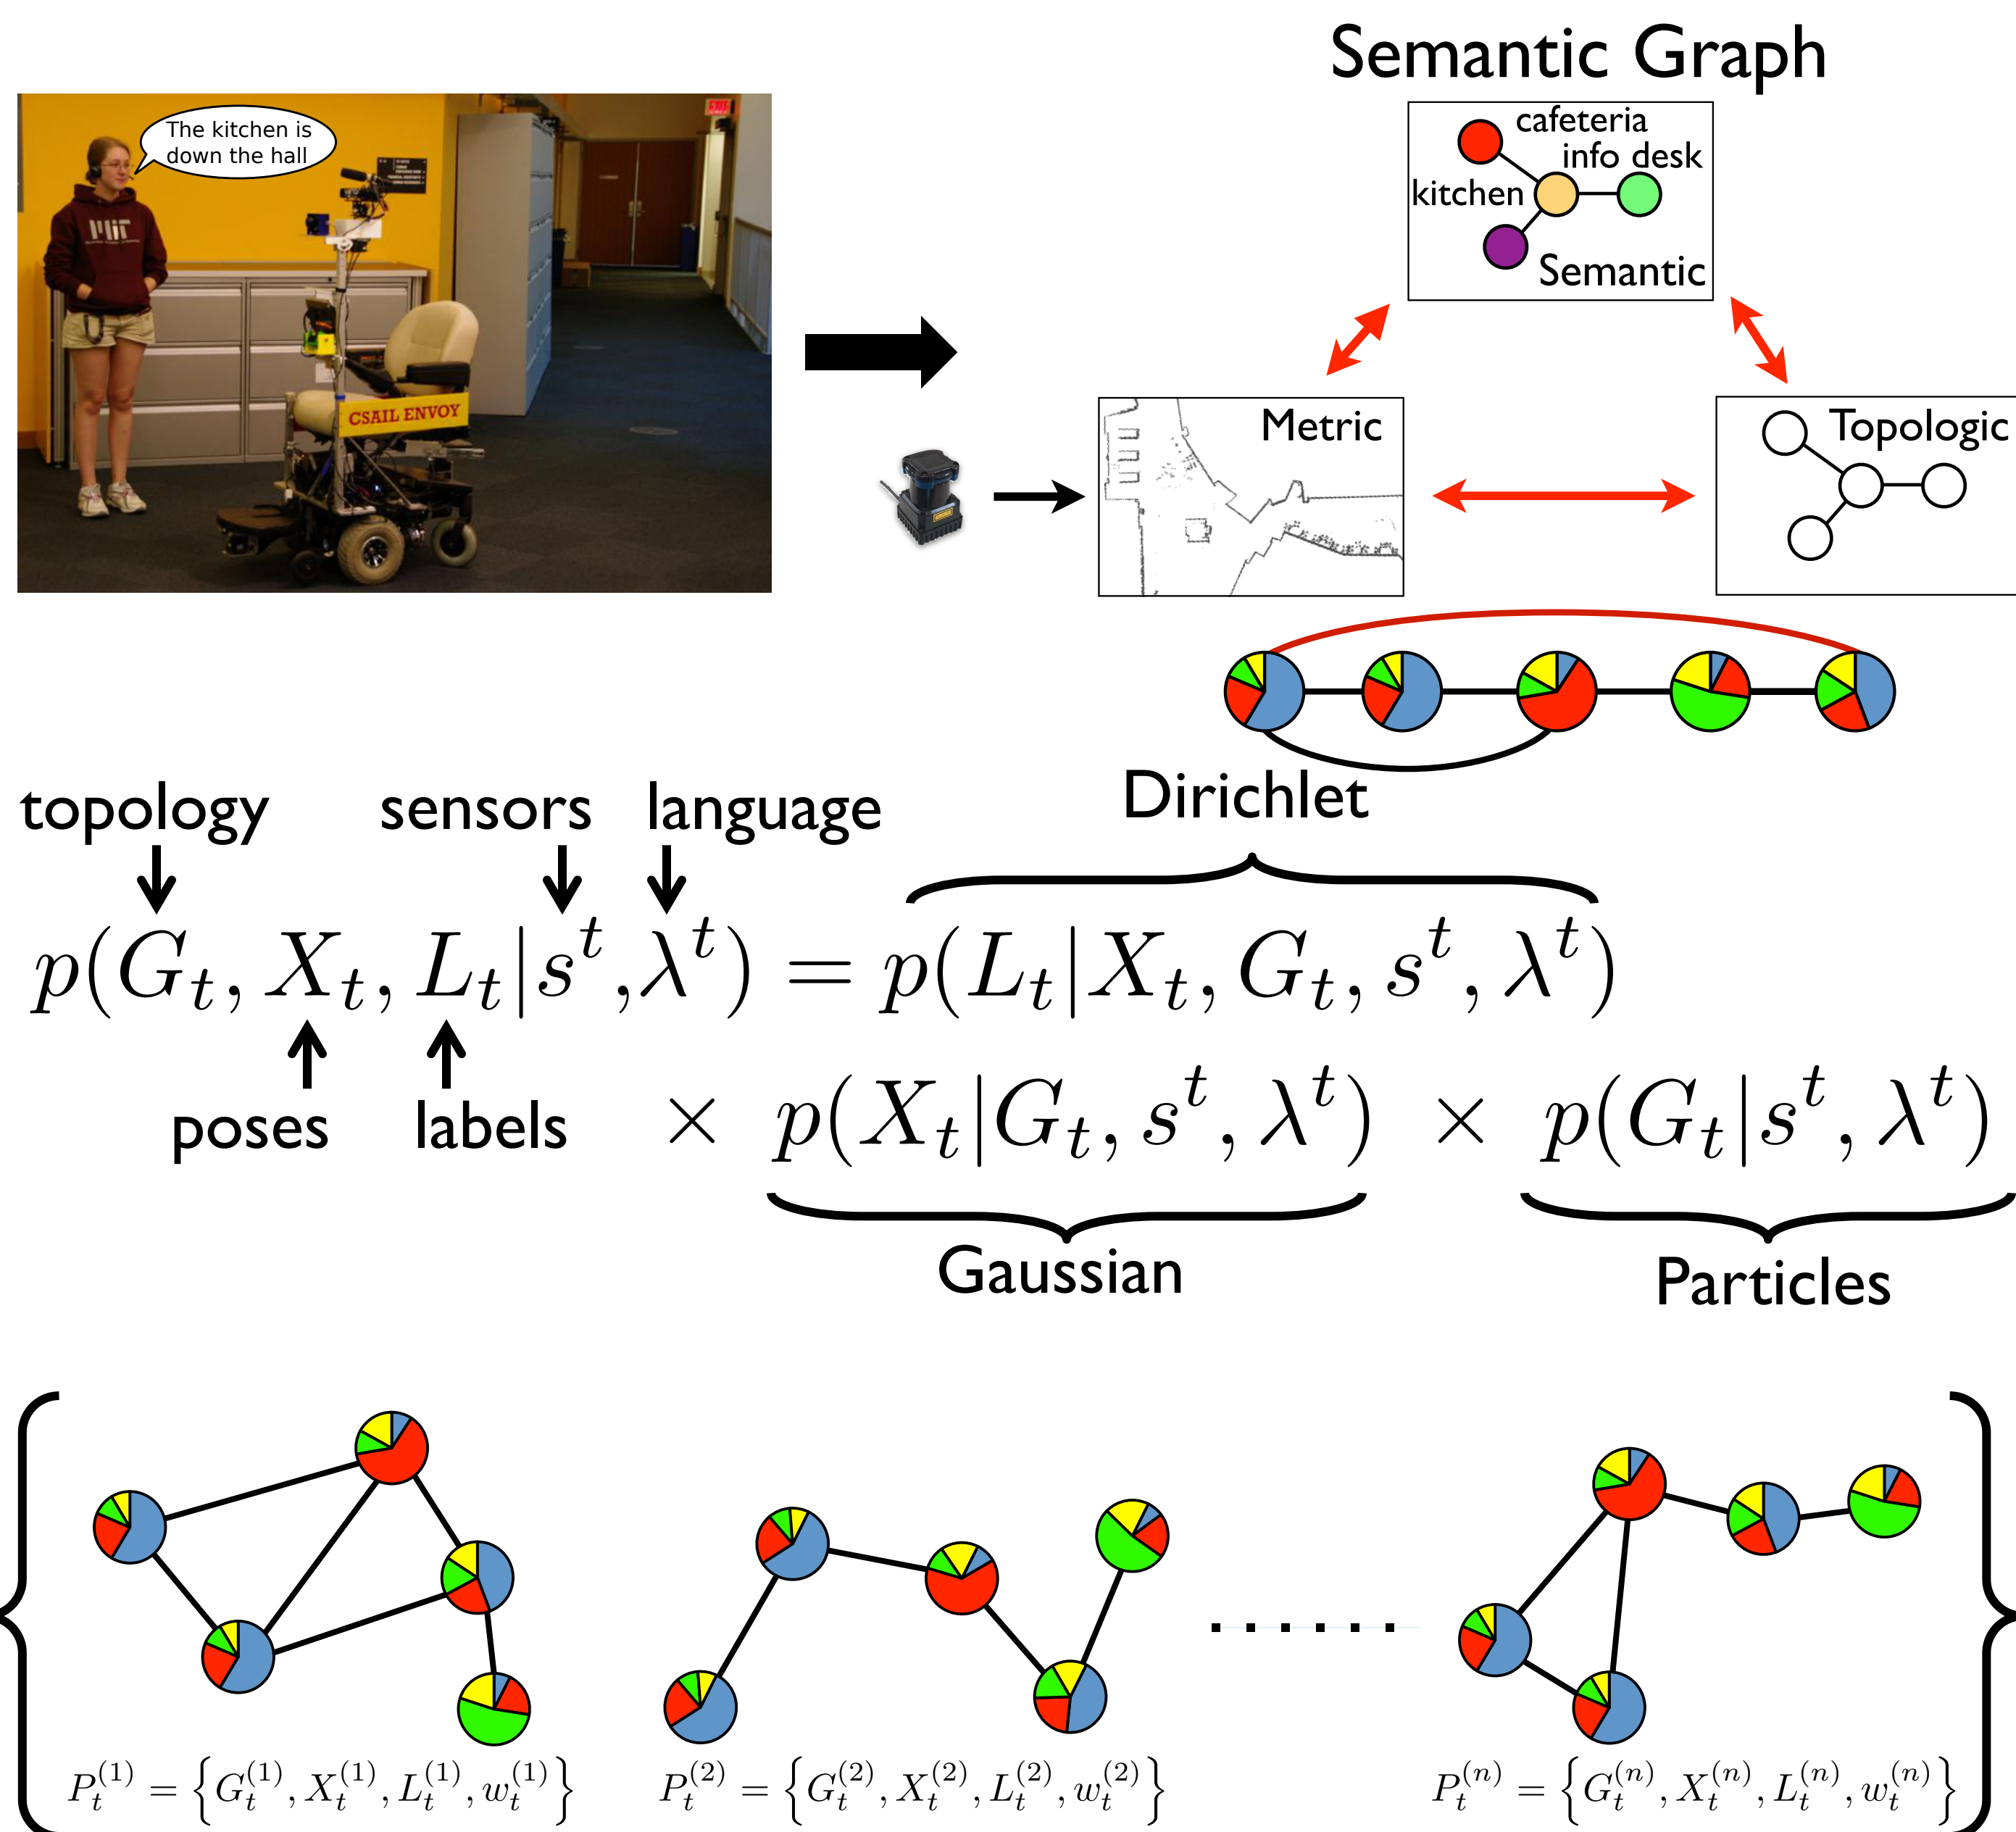 Semantic Graph
The kitchen is
down the hall
EXIT
MIT
CSAIL ENVOY
cafeteria
info desk
kitchen
Semantic
Metric
Topologic
Dirichlet
topology
sensors
language
p(G_t, X_t, L_t|s^t, λ^t) = p(L_t|X_t, G_t, s^t, λ^t)
poses
labels
× p(X_t|G_t, s^t, λ^t) × p(G_t|s^t, λ^t)
Gaussian
Particles
P_t^{(1)} = {G_t^{(1)}, X_t^{(1)}, L_t^{(1)}, w_t^{(1)}}
P_t^{(2)} = {G_t^{(2)}, X_t^{(2)}, L_t^{(2)}, w_t^{(2)}}
P_t^{(n)} = {G_t^{(n)}, X_t^{(n)}, L_t^{(n)}, w_t^{(n)}}